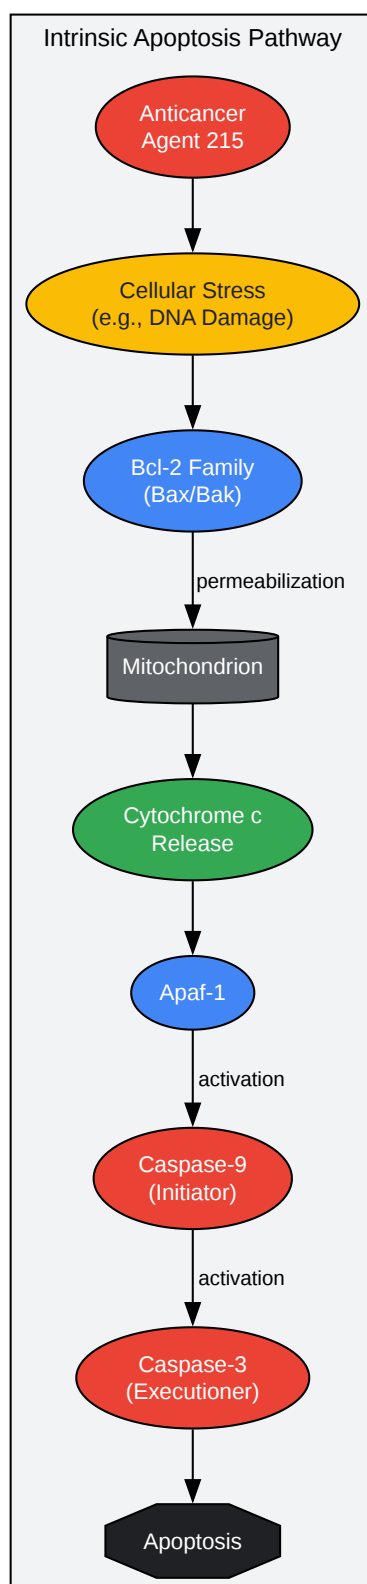 Intrinsic Apoptosis Pathway
Anticancer
Agent 215
Cellular Stress
(e.g., DNA Damage)
Bcl-2 Family
(Bax/Bak)
permeabilization
Mitochondrion
Cytochrome c
Release
Apaf-1
activation
Caspase-9
(Initiator)
activation
Caspase-3
(Executioner)
Apoptosis